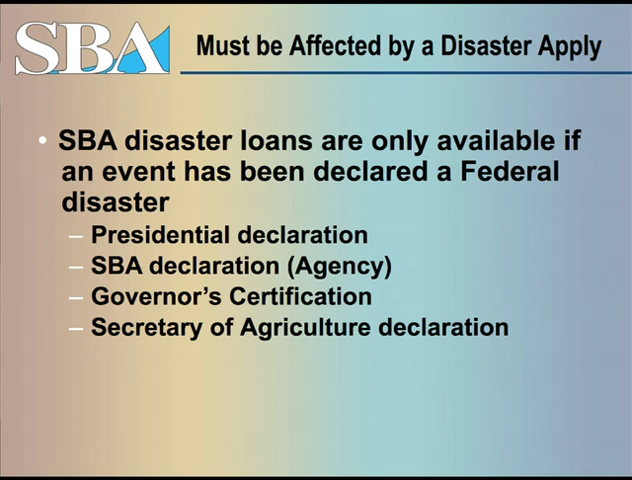 SBA
Must be Affected by a Disaster Apply
• SBA disaster loans are only available if
an event has been declared a Federal
disaster
– Presidential declaration
– SBA declaration (Agency)
– Governor’s Certification
– Secretary of Agriculture declaration